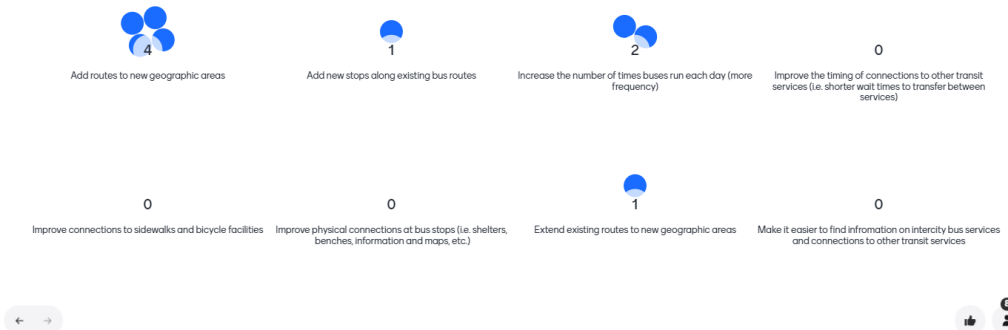 4
1
2
0
Add routes to new geographic areas
Add new stops along existing bus routes
Increase the number of times buses run each day (more
frequency)
Improve the timing of connections to other transit
services (i.e. shorter wait times to transfer between
services)
0
0
1
0
Improve connections to sidewalks and bicycle facilities
Improve physical connections at bus stops (i.e. shelters,
benches, information and maps, etc.)
Extend existing routes to new geographic areas
Make it easier to find infromation on intercity bus services
and connections to other transit services